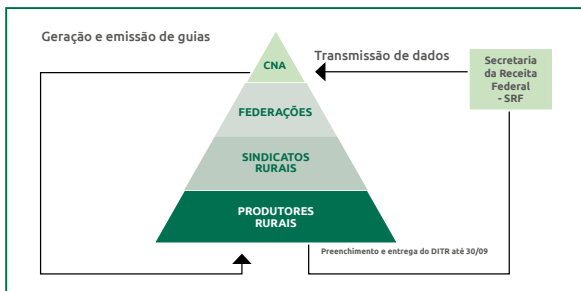 Geração e emissão de guias
CNA
Transmissão de dados
Secretaria
da Receita
Federal
- SRF
FEDERAÇÕES
SINDICATOS
RURAIS
PRODUTORES
RURAIS
Preenchimento e entrega do DITR até 30/09